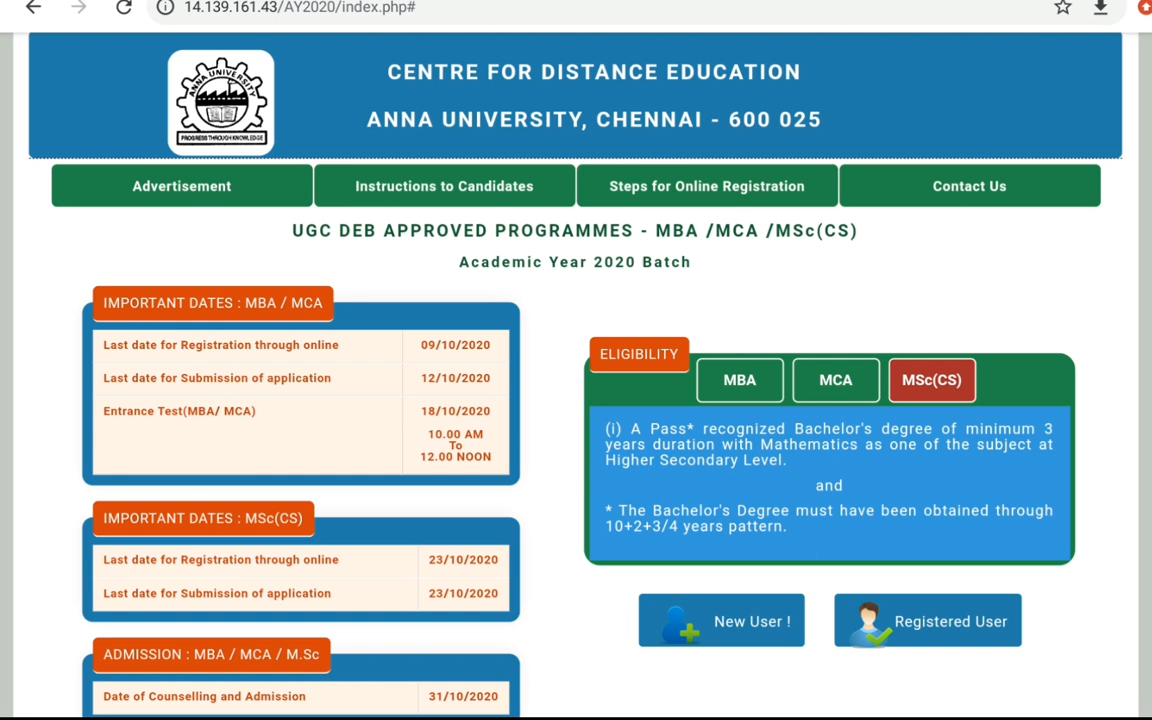 14.139.161.43/AY2020/index.php#
ANNA UNIVERSITY
PROGRESS THROUGH KNOWLEDGE
CENTRE FOR DISTANCE EDUCATION
ANNA UNIVERSITY, CHENNAI - 600 025
Advertisement
Instructions to Candidates
Steps for Online Registration
Contact Us
UGC DEB APPROVED PROGRAMMES - MBA /MCA /MSc(CS)
Academic Year 2020 Batch
IMPORTANT DATES : MBA / MCA
Last date for Registration through online 09/10/2020
Last date for Submission of application 12/10/2020
Entrance Test(MBA/ MCA) 18/10/2020
10.00 AM
To
12.00 NOON
IMPORTANT DATES : MSc(CS)
Last date for Registration through online 23/10/2020
Last date for Submission of application 23/10/2020
ADMISSION : MBA / MCA / M.Sc
Date of Counselling and Admission 31/10/2020
ELIGIBILITY
MBA
MCA
MSc(CS)
(i) A Pass* recognized Bachelor's degree of minimum 3
years duration with Mathematics as one of the subject at
Higher Secondary Level.
and
* The Bachelor's Degree must have been obtained through
10+2+3/4 years pattern.
New User !
Registered User